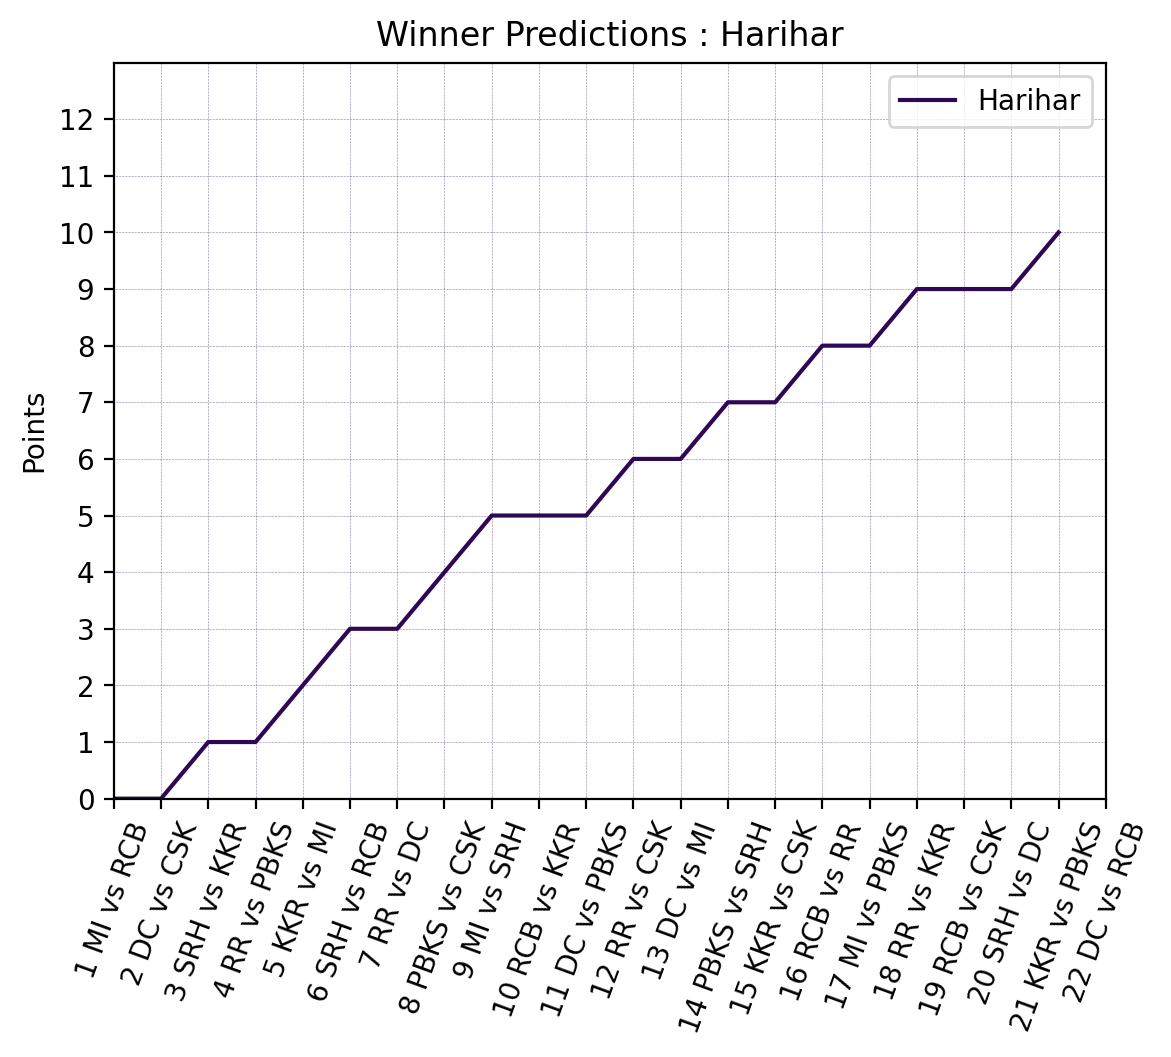 Winner Predictions : Harihar
Harihar
Points
12
11
10
9
8
7
6
5
4
3
2
1
0
1 MI vs RCB
2 DC vs CSK
3 SRH vs KKR
4 RR vs PBKS
5 KKR vs MI
6 SRH vs RCB
7 RR vs DC
8 PBKS vs CSK
9 MI vs SRH
10 RCB vs KKR
11 DC vs PBKS
12 RR vs CSK
13 DC vs MI
14 PBKS vs SRH
15 KKR vs CSK
16 RCB vs RR
17 MI vs PBKS
18 RR vs KKR
19 RCB vs CSK
20 SRH vs DC
21 KKR vs PBKS
22 DC vs RCB